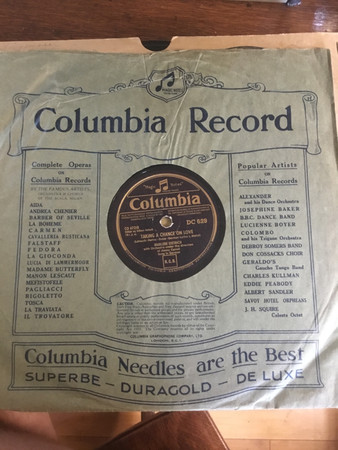 Columbia Record
Complete Operas
ON
Columbia Records
BY THE FAMOUS ARTISTES,
AIDA
ANDREA CHENIER
BARBER OF SEVILLE
LA BOHEME
CARMEN
CAVALLERIA RUSTICANA
FALSTAFF
FEDORA
LA GIOCONDA
LUCIA DI LAMMERMOOR
MADAME BUTTERFLY
MANON LESCAUT
MEFISTOFELE
PAGLIACCI
RIGOLETTO
TOSCA
LA TRAVIATA
IL TROVATORE
Columbia
DC 628
TAKING A CHANCE ON LOVE
CAUTION
COLUMBIA GRAPHOPHONE COMPANY, LTD.
Popular Artists
ON
Columbia Records
ALEXANDER
and his Dance Orchestra
JOSEPHINE BAKER
B.B.C. DANCE BAND
LUCIENNE BOYER
COLOMBO
and his Tzigane Orchestra
DEBROY SOMERS BAND
DON COSSACKS CHOIR
GERALDO'S
Gaucho Tango Band
CHARLES KULLMAN
EDDIE PEABODY
ALBERT SANDLER
SAVOY HOTEL ORPHEANS
J. H. SQUIRE
Celeste Octet
Columbia Needles are the Best
SUPERBE – DURAGOLD – DE LUXE